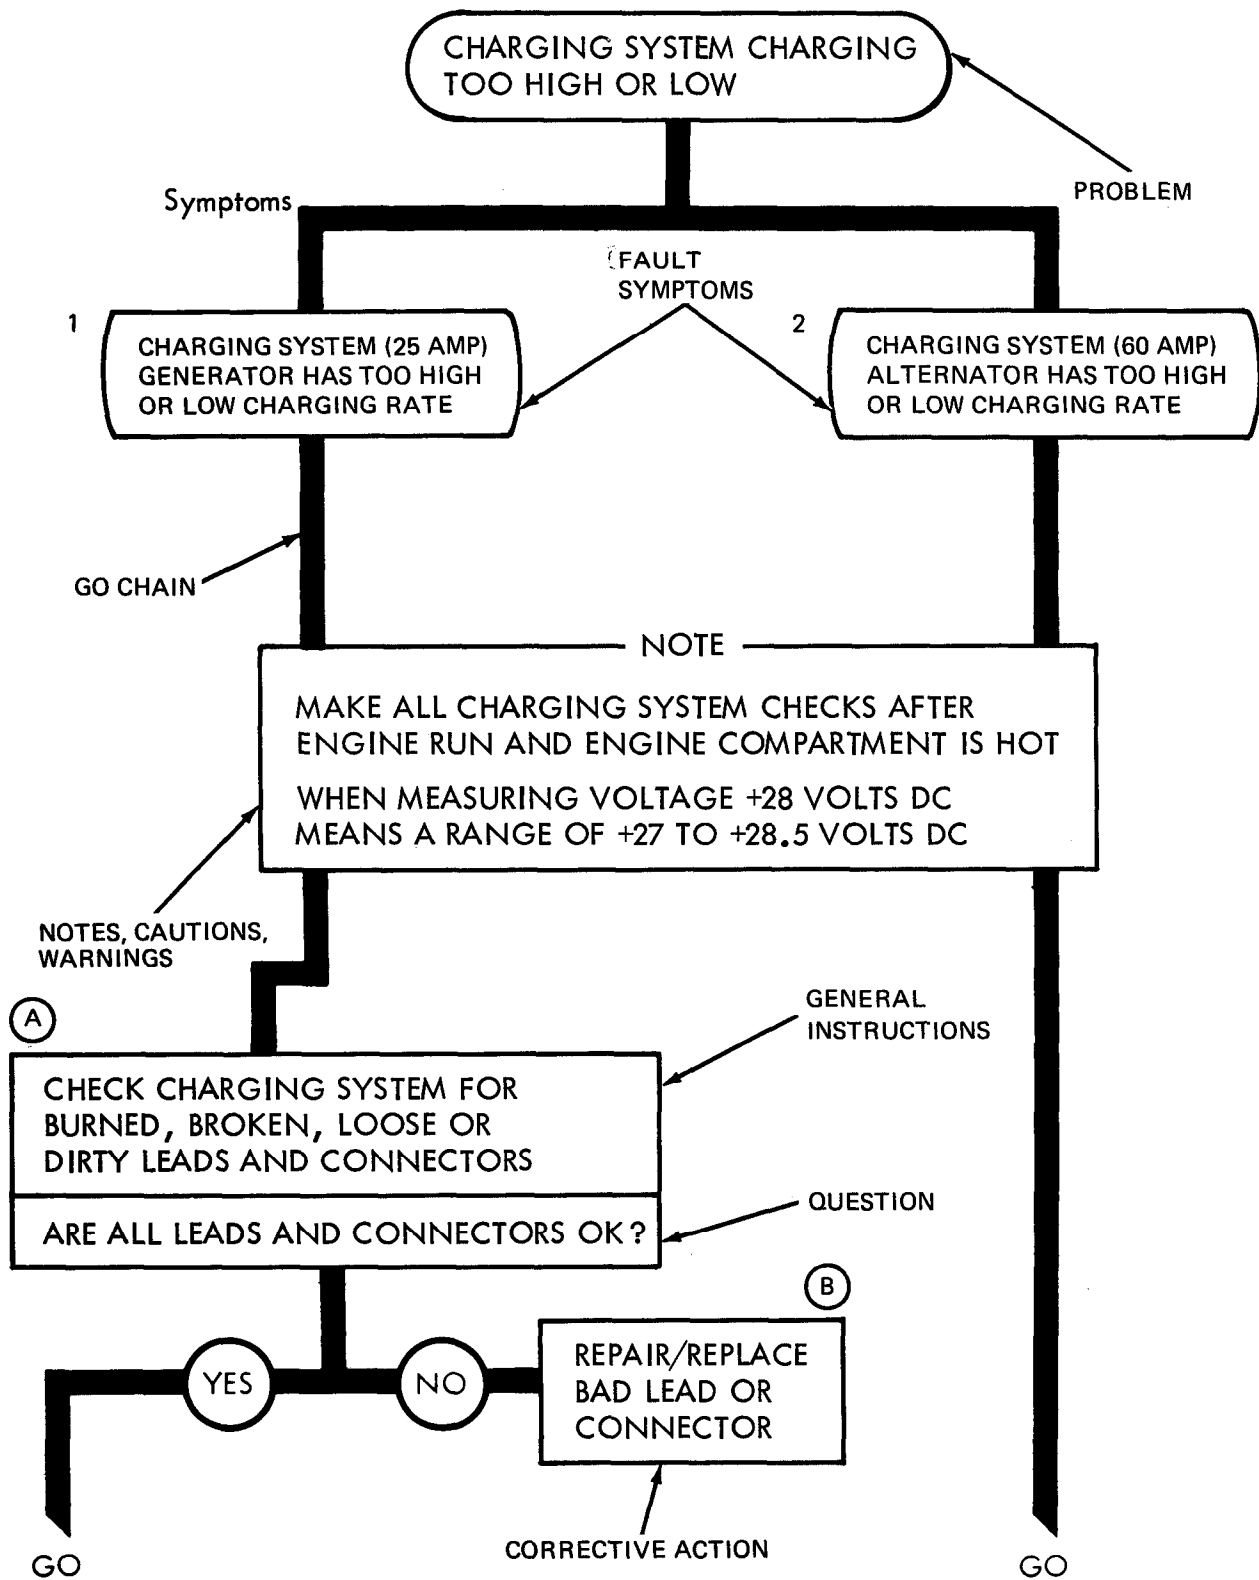 CHARGING SYSTEM CHARGING
TOO HIGH OR LOW
PROBLEM
Symptoms
FAULT
SYMPTOMS
1
CHARGING SYSTEM (25 AMP)
GENERATOR HAS TOO HIGH
OR LOW CHARGING RATE
2
CHARGING SYSTEM (60 AMP)
ALTERNATOR HAS TOO HIGH
OR LOW CHARGING RATE
GO CHAIN
NOTE
MAKE ALL CHARGING SYSTEM CHECKS AFTER
ENGINE RUN AND ENGINE COMPARTMENT IS HOT
WHEN MEASURING VOLTAGE +28 VOLTS DC
MEANS A RANGE OF +27 TO +28.5 VOLTS DC
NOTES, CAUTIONS,
WARNINGS
A
GENERAL
INSTRUCTIONS
CHECK CHARGING SYSTEM FOR
BURNED, BROKEN, LOOSE OR
DIRTY LEADS AND CONNECTORS
QUESTION
ARE ALL LEADS AND CONNECTORS OK?
B
YES
NO
REPAIR/REPLACE
BAD LEAD OR
CONNECTOR
CORRECTIVE ACTION
GO
GO